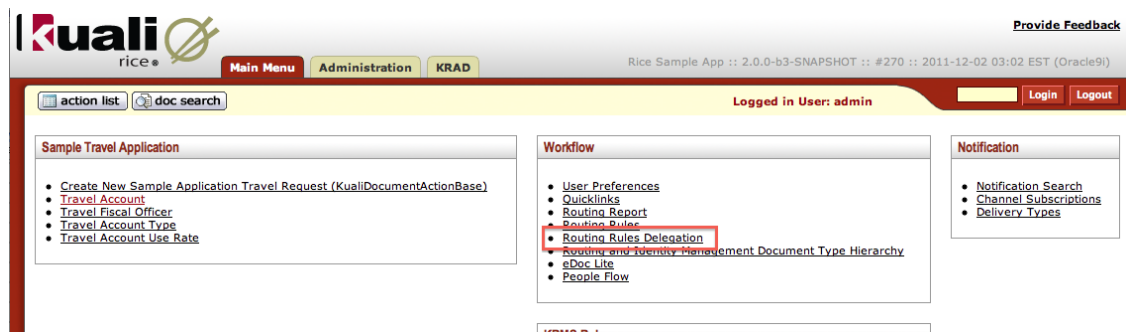 Kuali
rice®
Provide Feedback
Main Menu Administration KRAD
Rice Sample App :: 2.0.0-b3-SNAPSHOT :: #270 :: 2011-12-02 03:02 EST (Oracle9i)
action list doc search
Logged in User: admin
Login Logout
Sample Travel Application
Create New Sample Application Travel Request (KualiDocumentActionBase)
Travel Account
Travel Fiscal Officer
Travel Account Type
Travel Account Use Rate
Workflow
User Preferences
Quicklinks
Routing Report
Routing Rules
Routing Rules Delegation
Routing and Identity Management Document Type Hierarchy
eDoc Lite
People Flow
Notification
Notification Search
Channel Subscriptions
Delivery Types